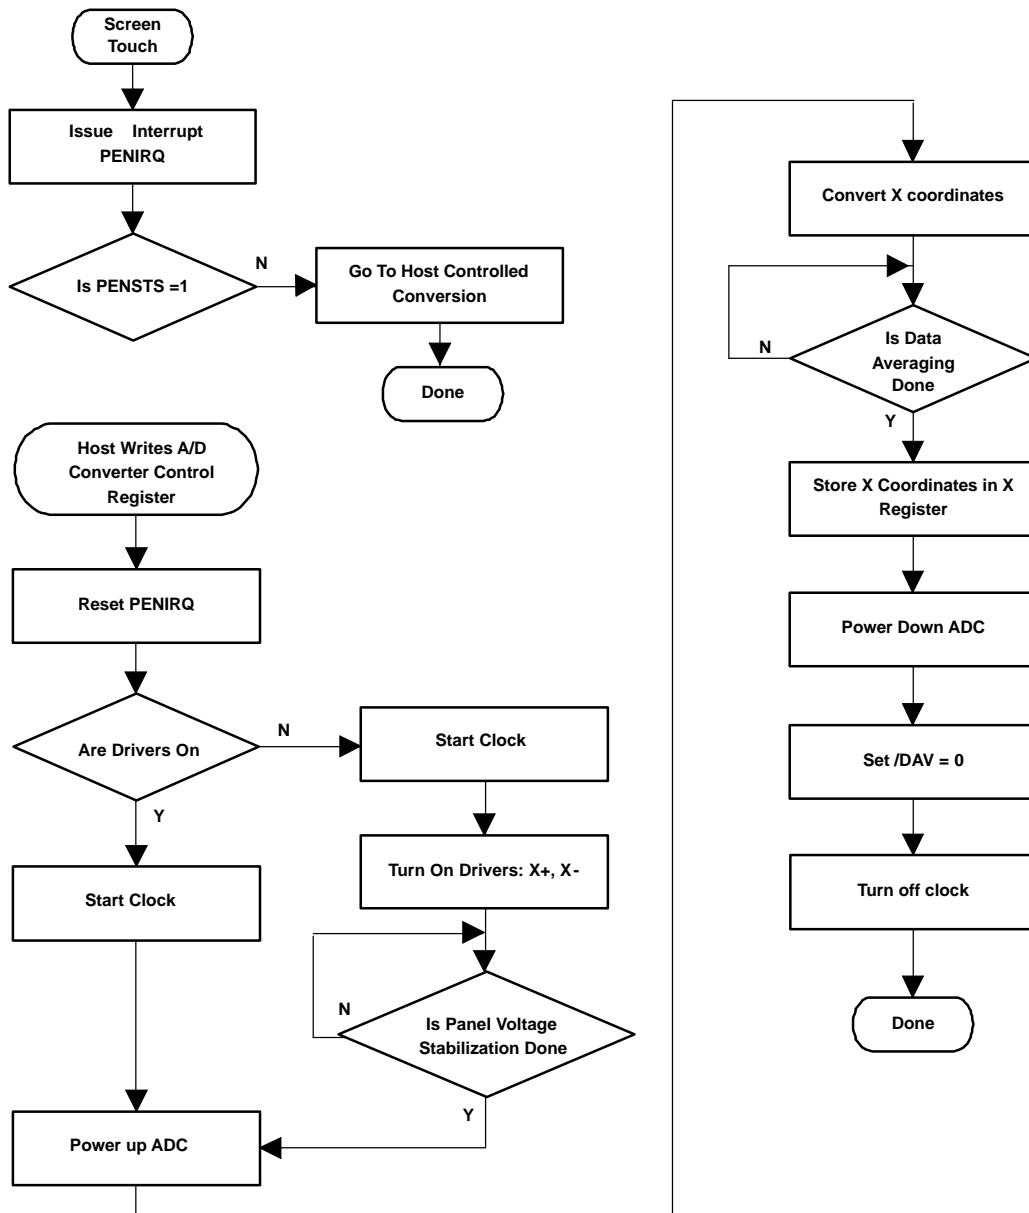 Screen
Touch
Issue Interrupt
PENIRQ
Is PENSTS =1
N
Go To Host Controlled
Conversion
Done
Host Writes A/D
Converter Control
Register
Reset PENIRQ
Are Drivers On
N
Y
Start Clock
Start Clock
Turn On Drivers: X+, X-
N
Is Panel Voltage
Stabilization Done
Y
Power up ADC
Convert X coordinates
N
Is Data
Averaging
Done
Y
Store X Coordinates in X
Register
Power Down ADC
Set /DAV = 0
Turn off clock
Done